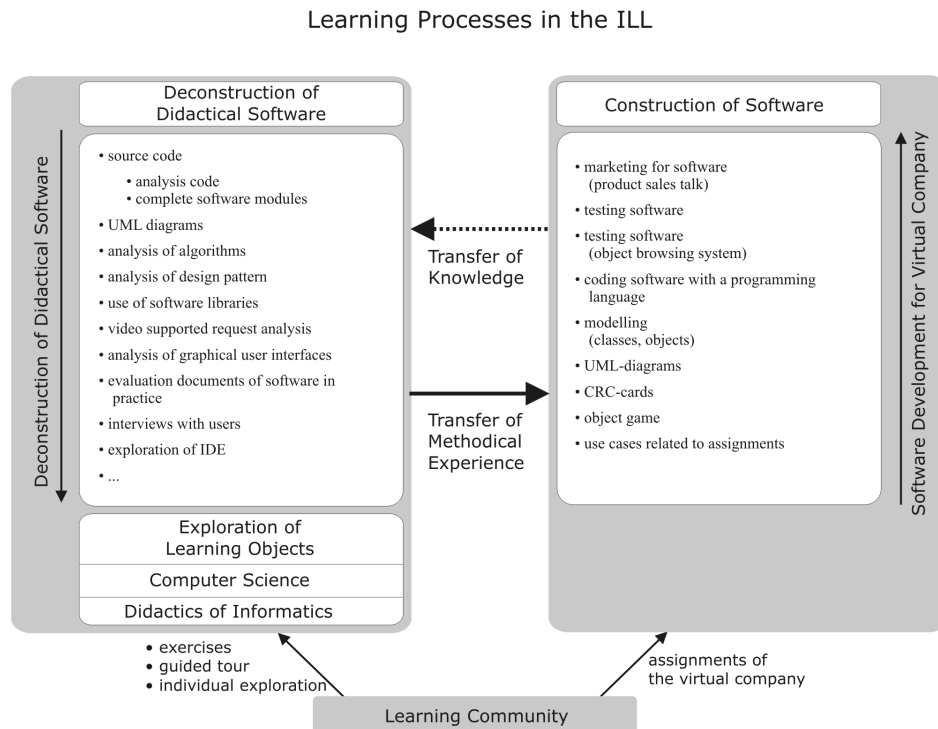 Learning Processes in the ILL
Deconstruction of
Didactical Software
Deconstruction of Didactical Software
• source code
• analysis code
• complete software modules
• UML diagrams
• analysis of algorithms
• analysis of design pattern
• use of software libraries
• video supported request analysis
• analysis of graphical user interfaces
• evaluation documents of software in
practice
• interviews with users
• exploration of IDE
• ...
Exploration of
Learning Objects
Computer Science
Didactics of Informatics
Transfer of
Knowledge
Transfer of
Methodical
Experience
Construction of Software
• marketing for software
(product sales talk)
• testing software
• testing software
(object browsing system)
• coding software with a programming
language
• modelling
(classes, objects)
• UML-diagrams
• CRC-cards
• object game
• use cases related to assignments
Software Development for Virtual Company
• exercises
• guided tour
• individual exploration
assignments of
the virtual company
Learning Community